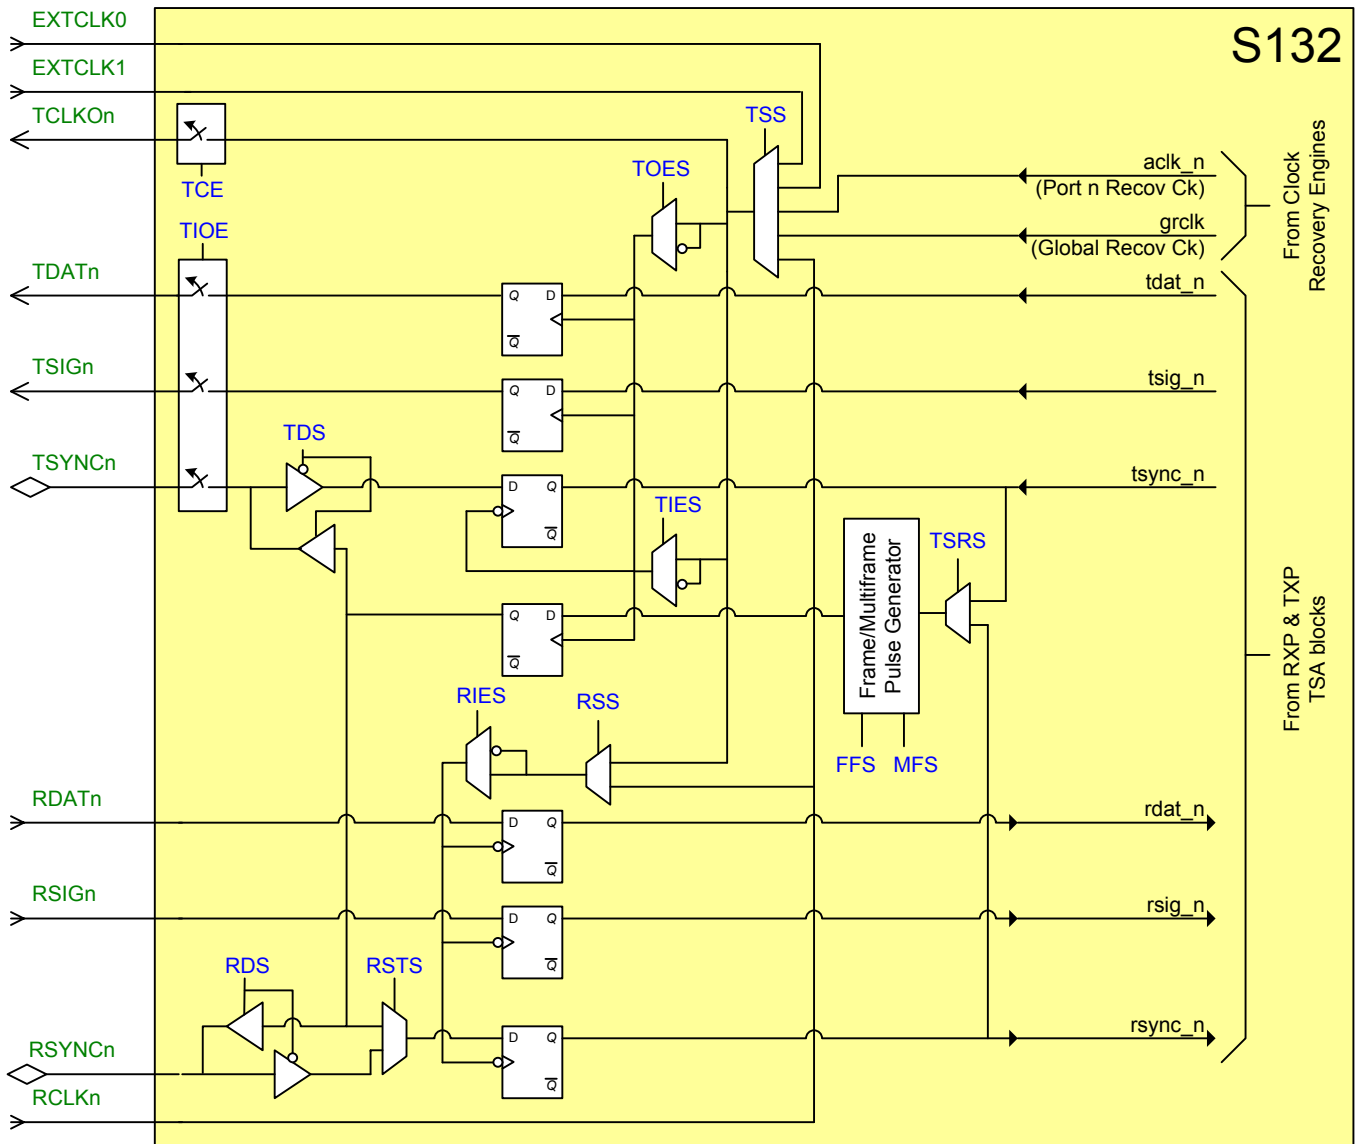 EXTCLK0
S132
EXTCLK1
TCLKOn
TSS
TCE
TOES
aclk_n
(Port n Recov Ck)
grclk
(Global Recov Ck)
From Clock
Recovery Engines
TIOE
TDATn
Q D
Q
tdat_n
TSIGn
Q D
Q
tsig_n
TDS
TSYNCn
D Q
Q
tsync_n
TIES
TSRS
Frame/Multiframe
Pulse Generator
Q D
Q
From RXP & TXP
TSA blocks
RIES
RSS
FFS
MFS
RDATn
D Q
Q
rdat_n
RSIGn
D Q
Q
rsig_n
RDS
RSTS
RSYNCn
D Q
Q
rsync_n
RCLKn